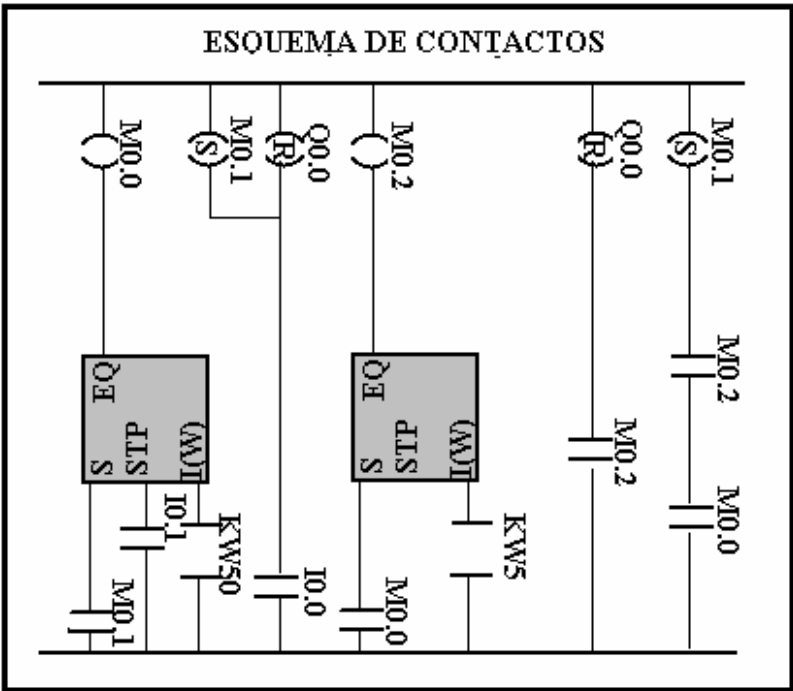 ESQUEMA DE CONTACTOS
M0.0
S
M0.1
R
Q0.0
M0.2
R
Q0.0
S
M0.1
EQ
S
STP
(W)I
EQ
S
STP
(W)I
M0.2
M0.2
M0.0
M0.1
I0.1
KW50
I0.0
M0.0
KW5